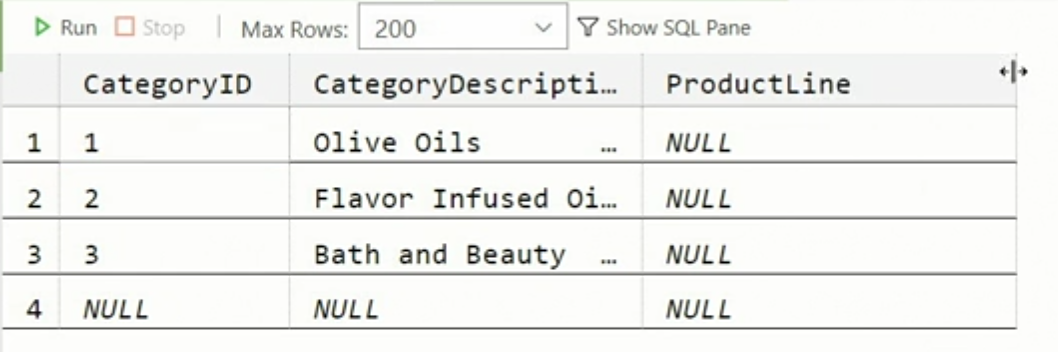 Run Stop Max Rows: 200 Show SQL Pane
CategoryID CategoryDescripti… ProductLine
1 1 Olive Oils … NULL
2 2 Flavor Infused Oi… NULL
3 3 Bath and Beauty … NULL
4 NULL NULL NULL